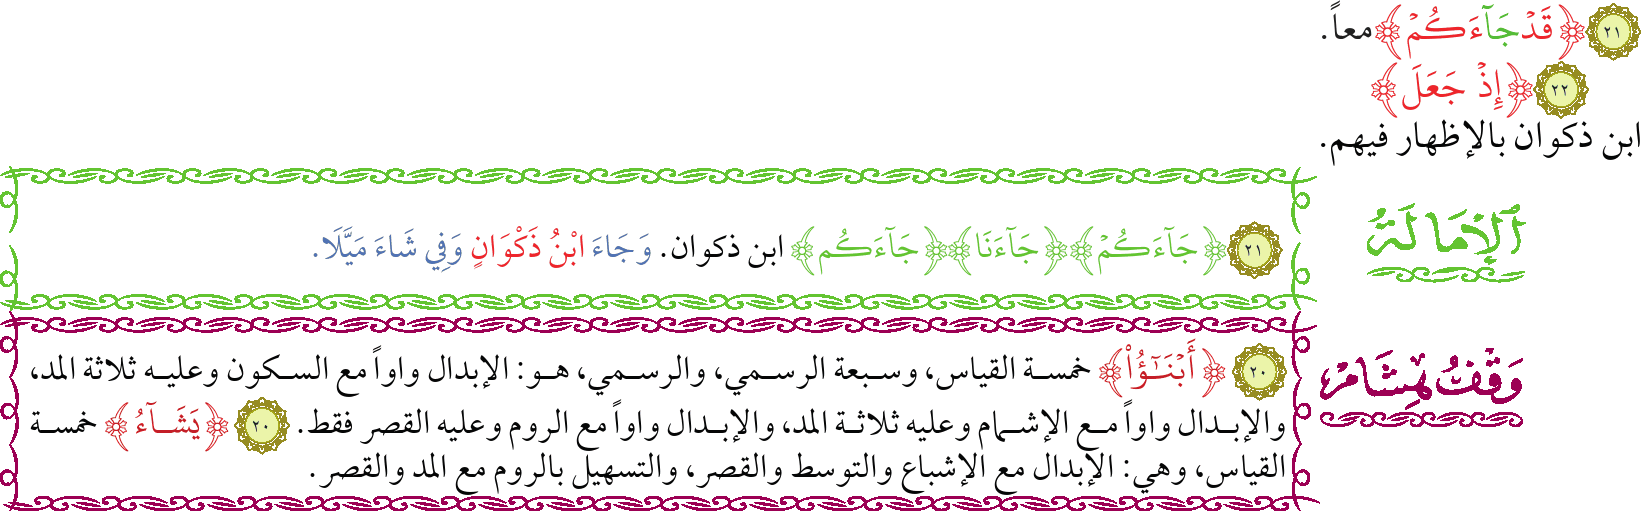 ٢١ ﴿قَدْ جَآءَكُمْ﴾ معاً.
٢٢ ﴿إِذْ جَعَلَ﴾
ابن ذكوان بالإظهار فيهم.
ٱلْإِمَالَةُ
٢١ ﴿جَآءَكُمْ﴾ ﴿جَآءَنَا﴾ ﴿جَآءَكُم﴾ ابن ذكوان. وَجَاءَ ابْنُ ذَكْوَانٍ وَفِي شَاءَ مَيَّلَا.
وَقْفُ هِشَامٍ
٢٠ ﴿أَبْنَـٰٓؤُاْ﴾ خمسة القياس، وسبعة الرسمي، والرسمي، هو: الإبدال واواً مع السكون وعليه ثلاثة المد،
والإبدال واواً مع الإشمام وعليه ثلاثة المد، والإبدال واواً مع الروم وعليه القصر فقط. ٢٠ ﴿يَشَآءُ﴾ خمسة
القياس، وهي: الإبدال مع الإشباع والتوسط والقصر، والتسهيل بالروم مع المد والقصر.